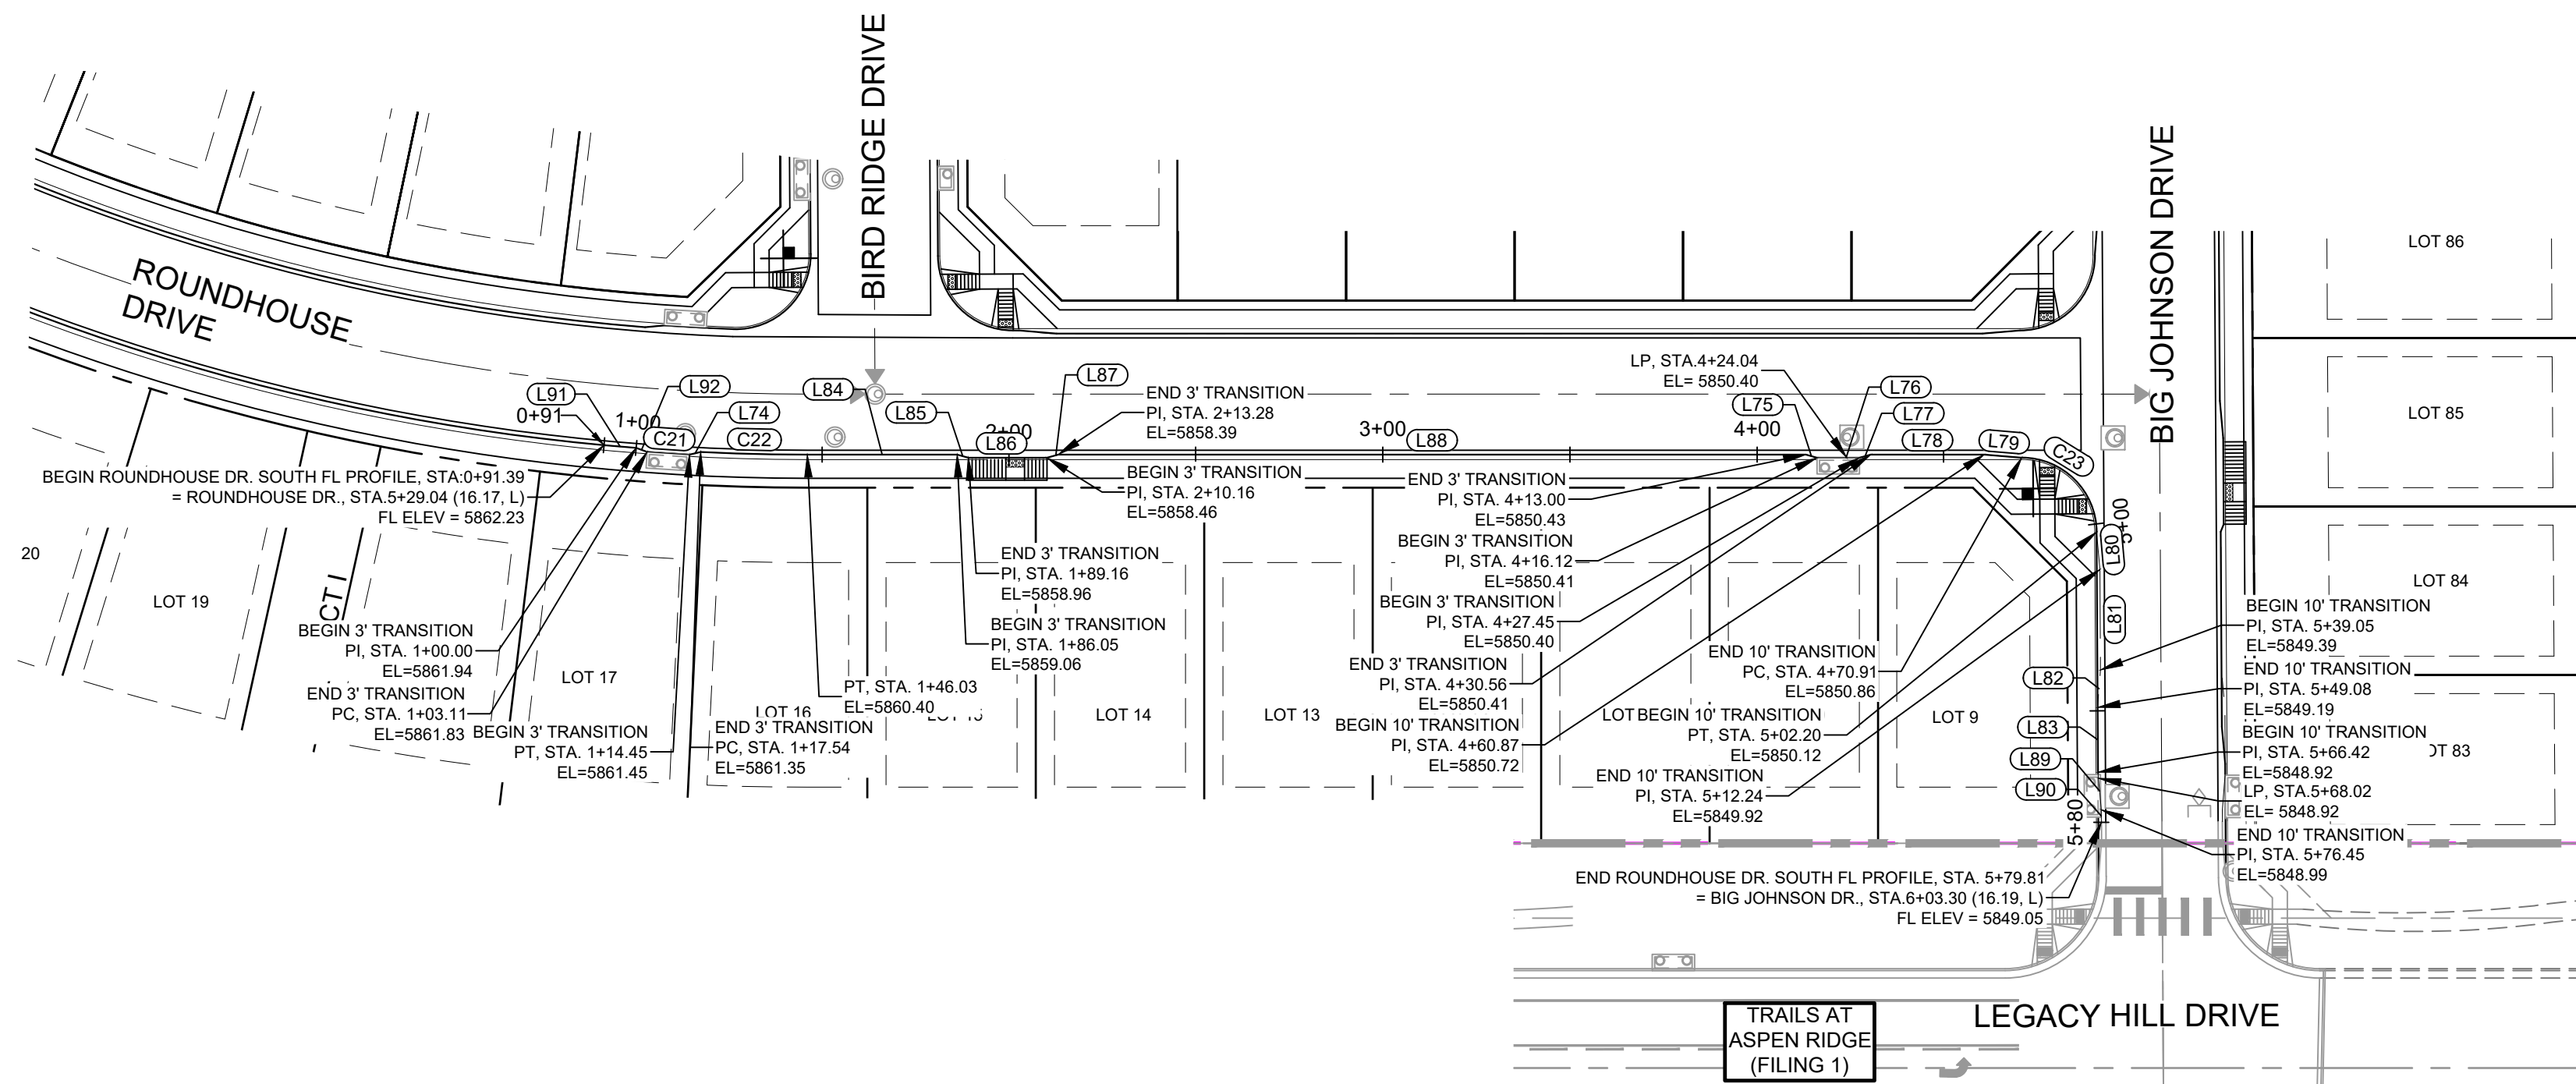 BIRD RIDGE DRIVE
BIG JOHNSON DRIVE
ROUNDHOUSE
DRIVE
LOT 86
LOT 85
LOT 84
OT 83
L91
0+91
1+00
L92
C21
L74
C22
L84
L85
L86
L87
END 3' TRANSITION
PI, STA. 2+13.28
EL=5858.39
3+00
L88
LP, STA.4+24.04
EL= 5850.40
L75
4+00
L76
L77
L78
L79
C23
BEGIN ROUNDHOUSE DR. SOUTH FL PROFILE, STA:0+91.39
= ROUNDHOUSE DR., STA.5+29.04 (16.17, L)
FL ELEV = 5862.23
BEGIN 3' TRANSITION
PI, STA. 2+10.16
EL=5858.46
END 3' TRANSITION
PI, STA. 4+13.00
EL=5850.43
BEGIN 3' TRANSITION
PI, STA. 4+16.12
EL=5850.41
BEGIN 3' TRANSITION
PI, STA. 4+27.45
EL=5850.40
END 3' TRANSITION
PI, STA. 4+30.56
EL=5850.41
BEGIN 10' TRANSITION
PI, STA. 4+60.87
EL=5850.72
END 3' TRANSITION
PI, STA. 1+89.16
EL=5858.96
BEGIN 3' TRANSITION
PI, STA. 1+86.05
EL=5859.06
20
LOT 19
CT I
BEGIN 3' TRANSITION
PI, STA. 1+00.00
EL=5861.94
END 3' TRANSITION
PC, STA. 1+03.11
EL=5861.83
BEGIN 3' TRANSITION
PT, STA. 1+14.45
EL=5861.45
LOT 17
LOT 16
PT, STA. 1+46.03
EL=5860.40
END 3' TRANSITION
PC, STA. 1+17.54
EL=5861.35
LOT 14
LOT 13
LOT
END 10' TRANSITION
PC, STA. 4+70.91
EL=5850.86
BEGIN 10' TRANSITION
PT, STA. 5+02.20
EL=5850.12
END 10' TRANSITION
PI, STA. 5+12.24
EL=5849.92
LOT 9
5+00
L80
L81
L82
L83
L89
L90
5+80
BEGIN 10' TRANSITION
PI, STA. 5+39.05
EL=5849.39
END 10' TRANSITION
PI, STA. 5+49.08
EL=5849.19
BEGIN 10' TRANSITION
PI, STA. 5+66.42
EL=5848.92
LP, STA.5+68.02
EL= 5848.92
END 10' TRANSITION
PI, STA. 5+76.45
EL=5848.99
END ROUNDHOUSE DR. SOUTH FL PROFILE, STA. 5+79.81
= BIG JOHNSON DR., STA.6+03.30 (16.19, L)
FL ELEV = 5849.05
TRAILS AT
ASPEN RIDGE
(FILING 1)
LEGACY HILL DRIVE